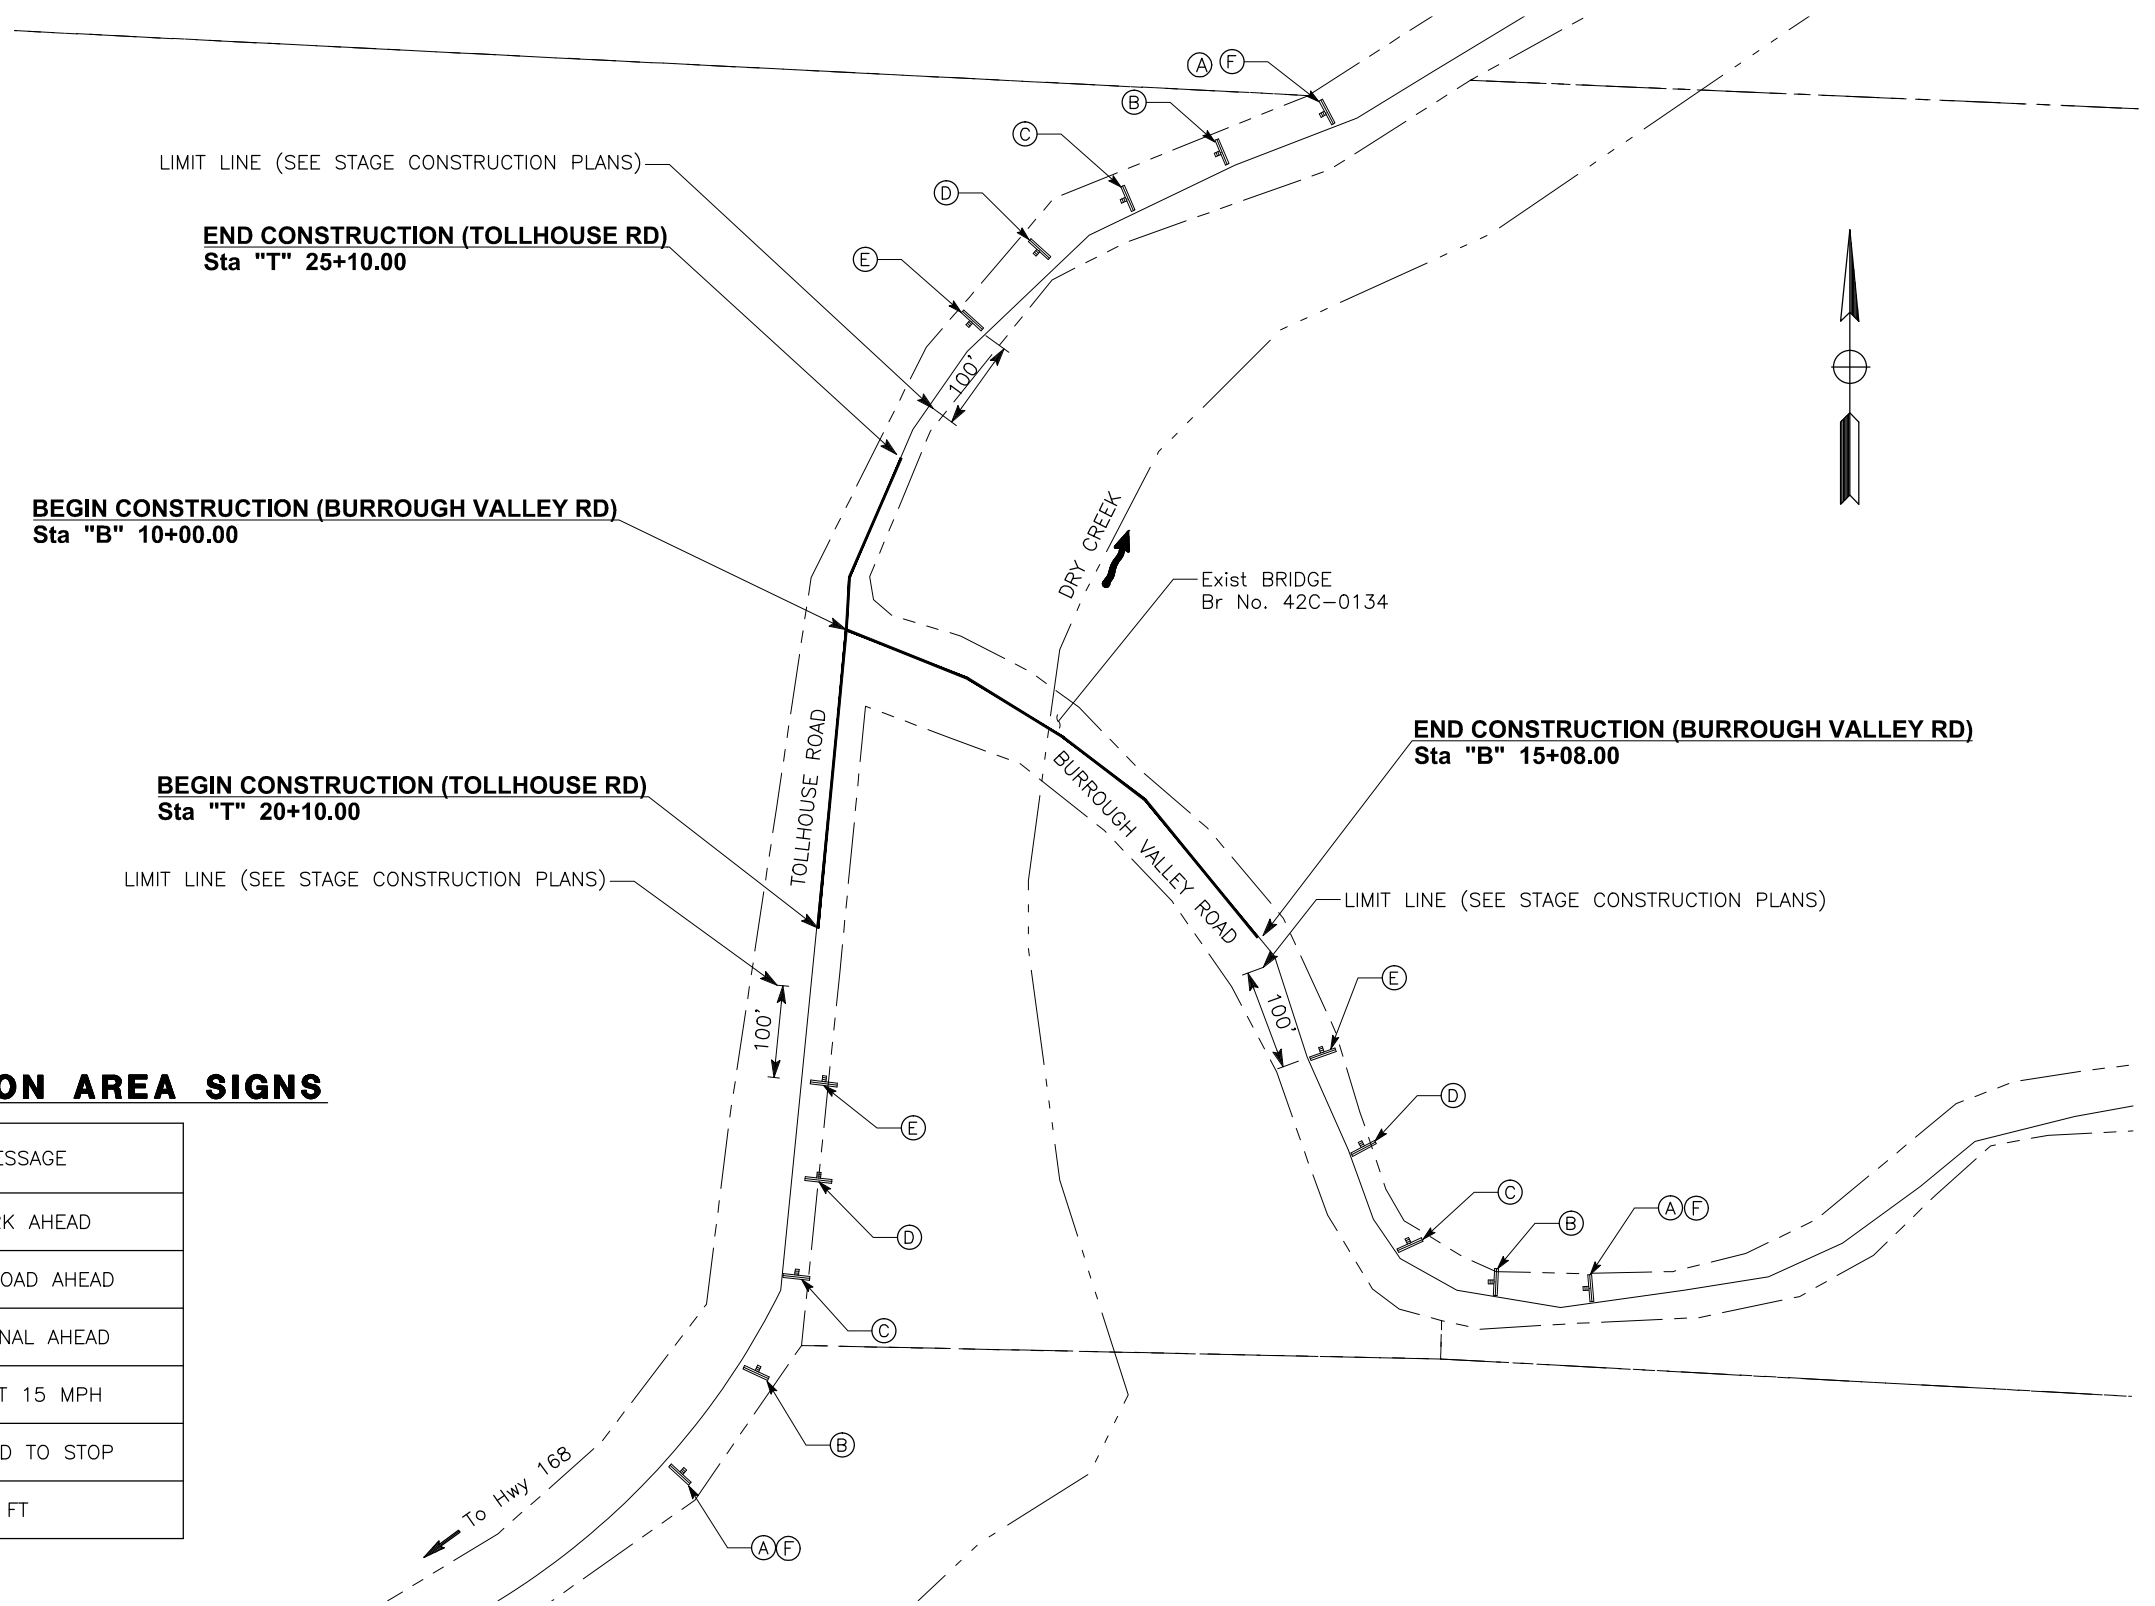 A F
B
C
LIMIT LINE (SEE STAGE CONSTRUCTION PLANS)
D
END CONSTRUCTION (TOLLHOUSE RD)
Sta "T" 25+10.00
E
100'
BEGIN CONSTRUCTION (BURROUGH VALLEY RD)
Sta "B" 10+00.00
DRY CREEK
Exist BRIDGE
Br No. 42C-0134
END CONSTRUCTION (BURROUGH VALLEY RD)
Sta "B" 15+08.00
BEGIN CONSTRUCTION (TOLLHOUSE RD)
Sta "T" 20+10.00
TOLLHOUSE ROAD
BURROUGH VALLEY ROAD
LIMIT LINE (SEE STAGE CONSTRUCTION PLANS)
LIMIT LINE (SEE STAGE CONSTRUCTION PLANS)
E
100'
100'
ON AREA SIGNS
D
E
ESSAGE
RK AHEAD
C
A F
B
D
OAD AHEAD
NAL AHEAD
C
T 15 MPH
B
D TO STOP
To Hwy 168
FT
A F